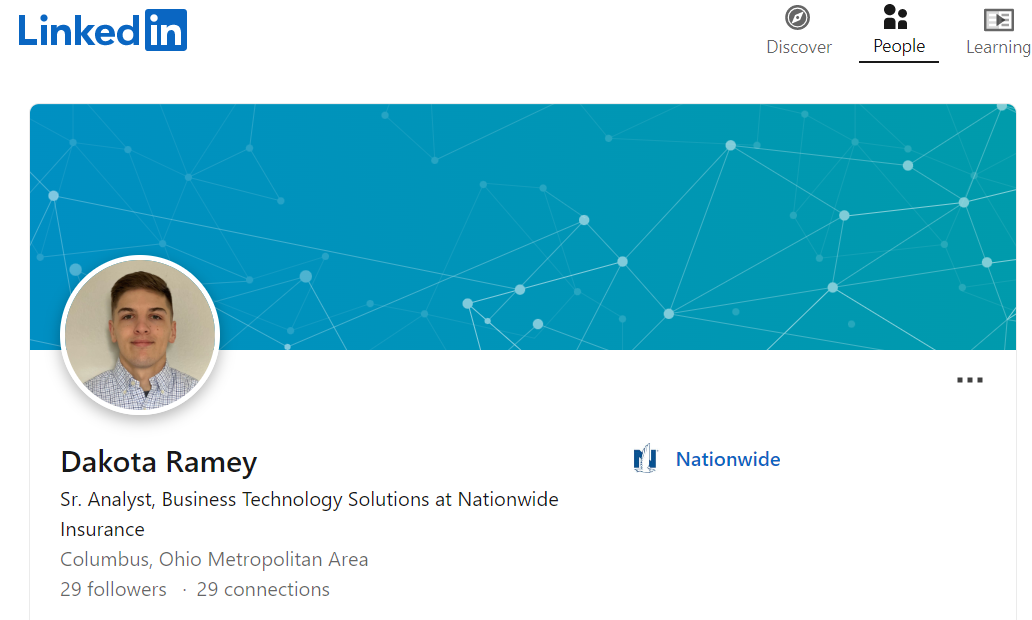 Linkedin
Discover
People
Learning
Dakota Ramey
Nationwide
Sr. Analyst, Business Technology Solutions at Nationwide
Insurance
Columbus, Ohio Metropolitan Area
29 followers · 29 connections